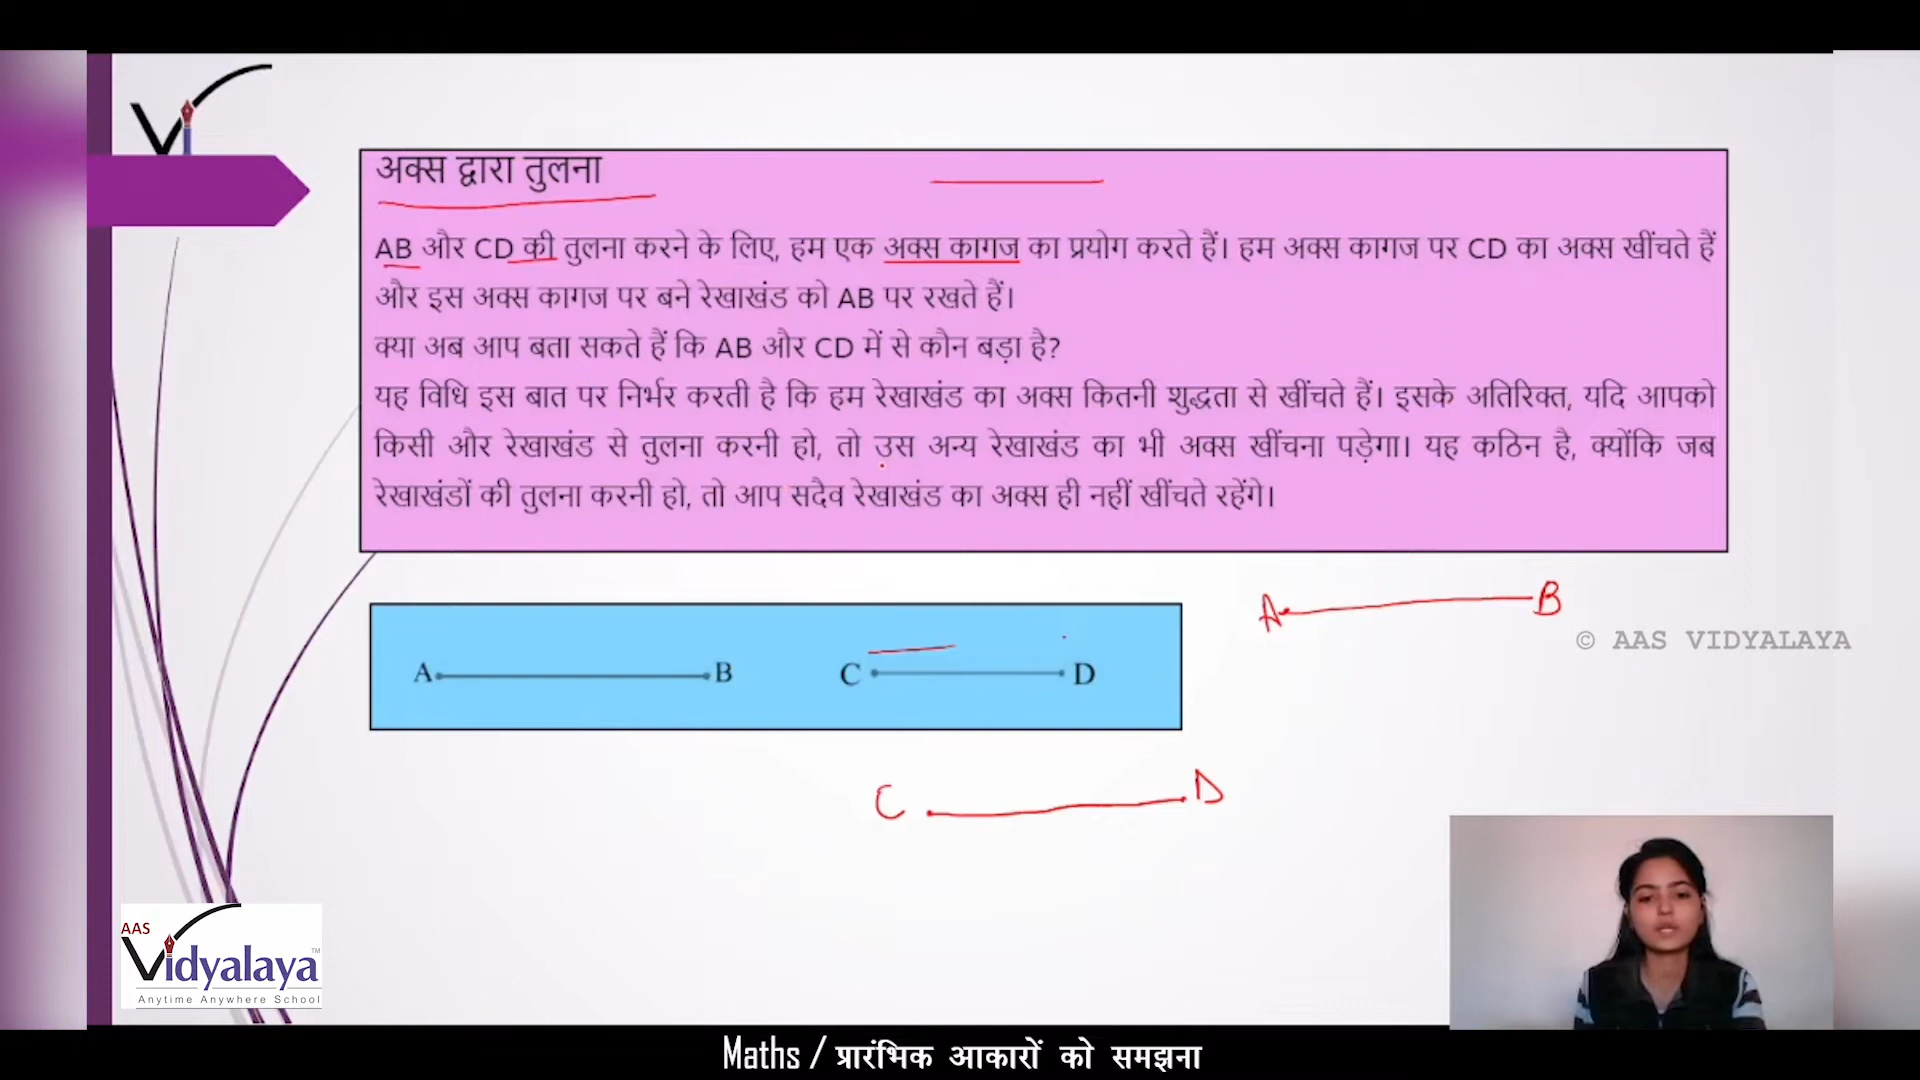 अक्स द्वारा तुलना
AB और CD की तुलना करने के लिए, हम एक अक्स कागज का प्रयोग करते हैं। हम अक्स कागज पर CD का अक्स खींचते हैं
और इस अक्स कागज पर बने रेखाखंड को AB पर रखते हैं।
क्या अब आप बता सकते हैं कि AB और CD में से कौन बड़ा है?
यह विधि इस बात पर निर्भर करती है कि हम रेखाखंड का अक्स कितनी शुद्धता से खींचते हैं। इसके अतिरिक्त, यदि आपको
किसी और रेखाखंड से तुलना करनी हो, तो उस अन्य रेखाखंड का भी अक्स खींचना पड़ेगा। यह कठिन है, क्योंकि जब
रेखाखंडों की तुलना करनी हो, तो आप सदैव रेखाखंड का अक्स ही नहीं खींचते रहेंगे।
A B
© AAS VIDYALAYA
A B C D
C D
AAS
Vidyalaya™
Anytime Anywhere School
Maths / प्रारंभिक आकारों को समझना